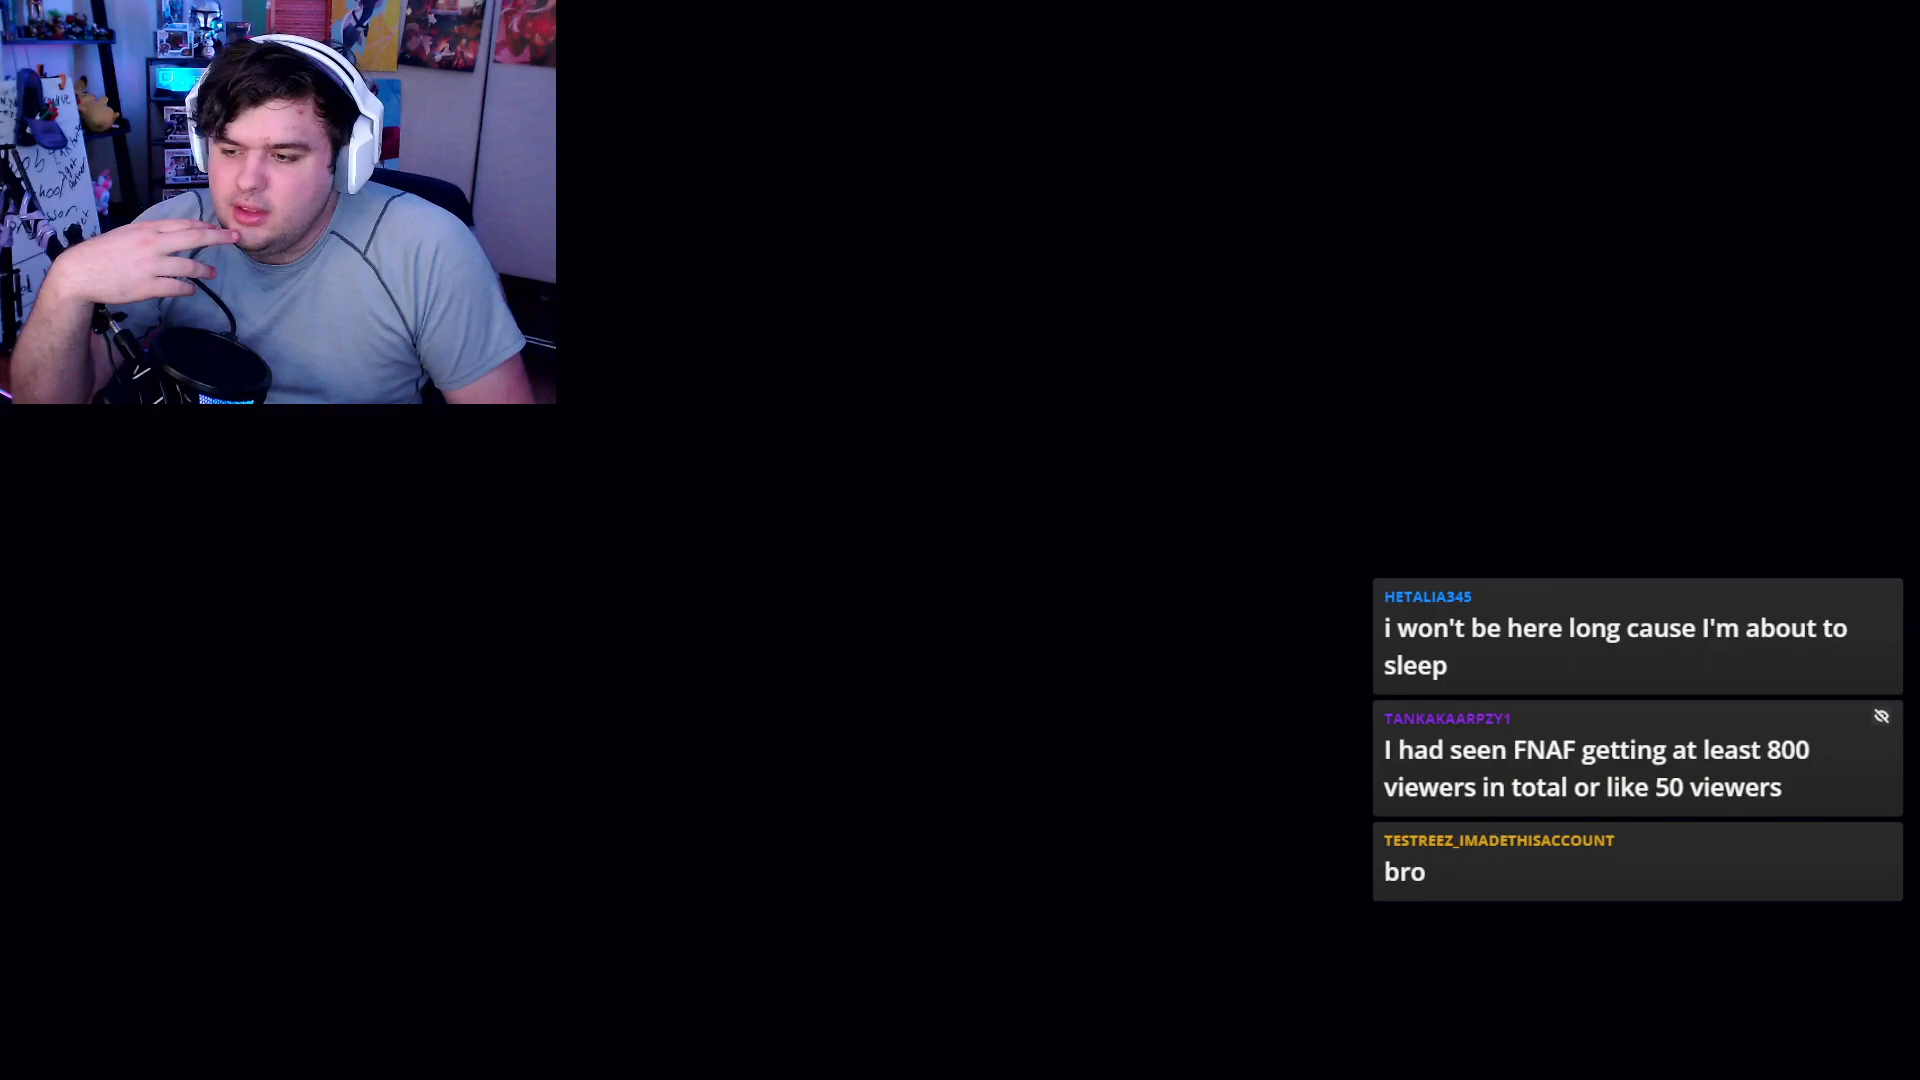 HETALIA345
i won't be here long cause I'm about to
sleep
TANKAKAARPZY1
I had seen FNAF getting at least 800
viewers in total or like 50 viewers
TESTREEZ_IMADETHISACCOUNT
bro